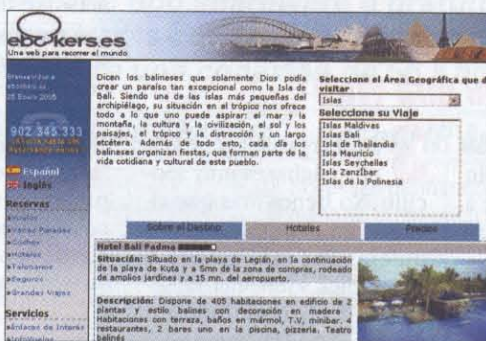 ebookers.es
Una web para recorrer el mundo
25 Enero 2005
902 345 333
Español
Inglés
Reservas
Vuelos
Coches
Hoteles
Seguros
Grandes Viajes
Servicios
Enlaces de Interés
Dicen los balineses que solamente Dios podía
crear un paraíso tan excepcional como la Isla de
Bali. Siendo una de las islas más pequeñas del
archipiélago, su situación en el trópico nos ofrece
todo a lo que uno puede aspirar: el mar y la
montaña, la cultura y la civilización, el sol y los
paisajes, el trópico y la distracción y un largo
etcétera. Además de todo esto, cada día los
balineses organizan fiestas, que forman parte de la
vida cotidiana y cultural de este pueblo.
Seleccione el Área Geográfica que d
visitar
Islas
Seleccione su Viaje
Islas Maldivas
Islas Bali
Isla de Thailandia
Isla Mauricio
Islas Seychelles
Isla Zanzíbar
Islas de la Polinesia
Sobre el Destino
Hoteles
Precios
Hotel Bali Padma
Situación: Situado en la playa de Legián, en la continuación
de la playa de Kuta y a 5mn de la zona de compras, rodeado
de amplios jardines y a 15 mn. del aeropuerto.
Descripción: Dispone de 405 habitaciones en edificio de 2
plantas y estilo balines con decoración en madera .
Habitaciones con terraza, baños en mármol, T.V, minibar. 4
restaurantes, 2 bares uno en la piscina, pizzeria. Teatro
balinés